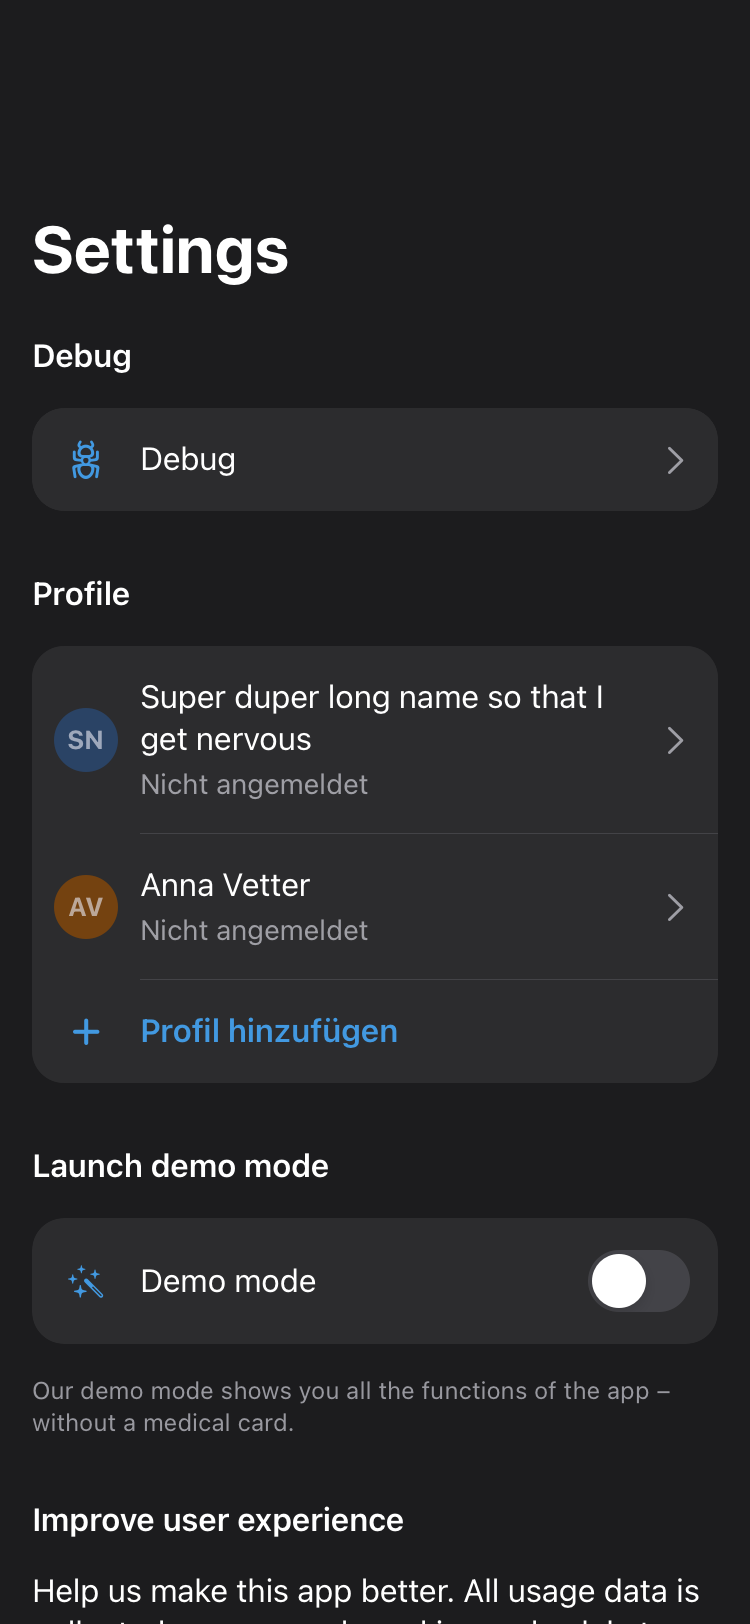 Settings
Debug
Debug
Profile
SN
Super duper long name so that I
get nervous
Nicht angemeldet
AV
Anna Vetter
Nicht angemeldet
Profil hinzufügen
Launch demo mode
Demo mode
Our demo mode shows you all the functions of the app –
without a medical card.
Improve user experience
Help us make this app better. All usage data is